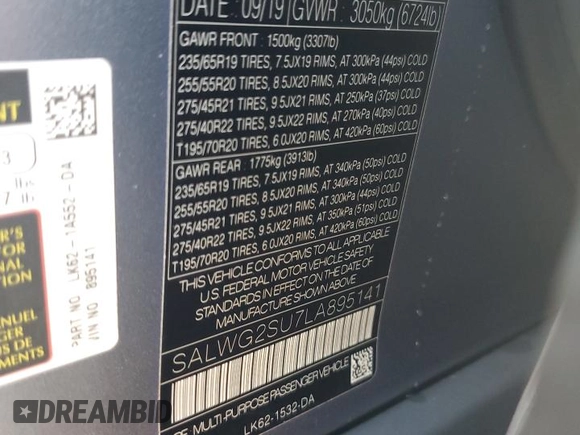 DATE: 09/19 GVWR: 3050kg (6724lb)
GAWR FRONT : 1500kg (3307lb)
235/65R19 TIRES, 7.5JX19 RIMS, AT 300kPa (44psi) COLD
255/55R20 TIRES, 8.5JX20 RIMS, AT 300kPa (44psi) COLD
275/45R21 TIRES, 9.5JX21 RIMS, AT 250kPa (37psi) COLD
275/40R22 TIRES, 9.5JX22 RIMS, AT 270kPa (40psi) COLD
T195/70R20 TIRES, 6.0JX20 RIMS, AT 420kPa (60psi) COLD
GAWR REAR : 1775kg (3913lb)
235/65R19 TIRES, 7.5JX19 RIMS, AT 340kPa (50psi) COLD
255/55R20 TIRES, 8.5JX20 RIMS, AT 340kPa (50psi) COLD
275/45R21 TIRES, 9.5JX21 RIMS, AT 300kPa (44psi) COLD
275/40R22 TIRES, 9.5JX22 RIMS, AT 350kPa (51psi) COLD
T195/70R20 TIRES, 6.0JX20 RIMS, AT 420kPa (60psi) COLD
THIS VEHICLE CONFORMS TO ALL APPLICABLE
U.S. FEDERAL MOTOR VEHICLE SAFETY
MANUFACTURE SHOWN ABOVE.
SALWG2SU7LA895141
MULTI-PURPOSE PASSENGER VEHICLE
LK62-1532-DA
PART NO. LK62-1A552-DA
VIN NO 895141
MANUEL
DREAMBID